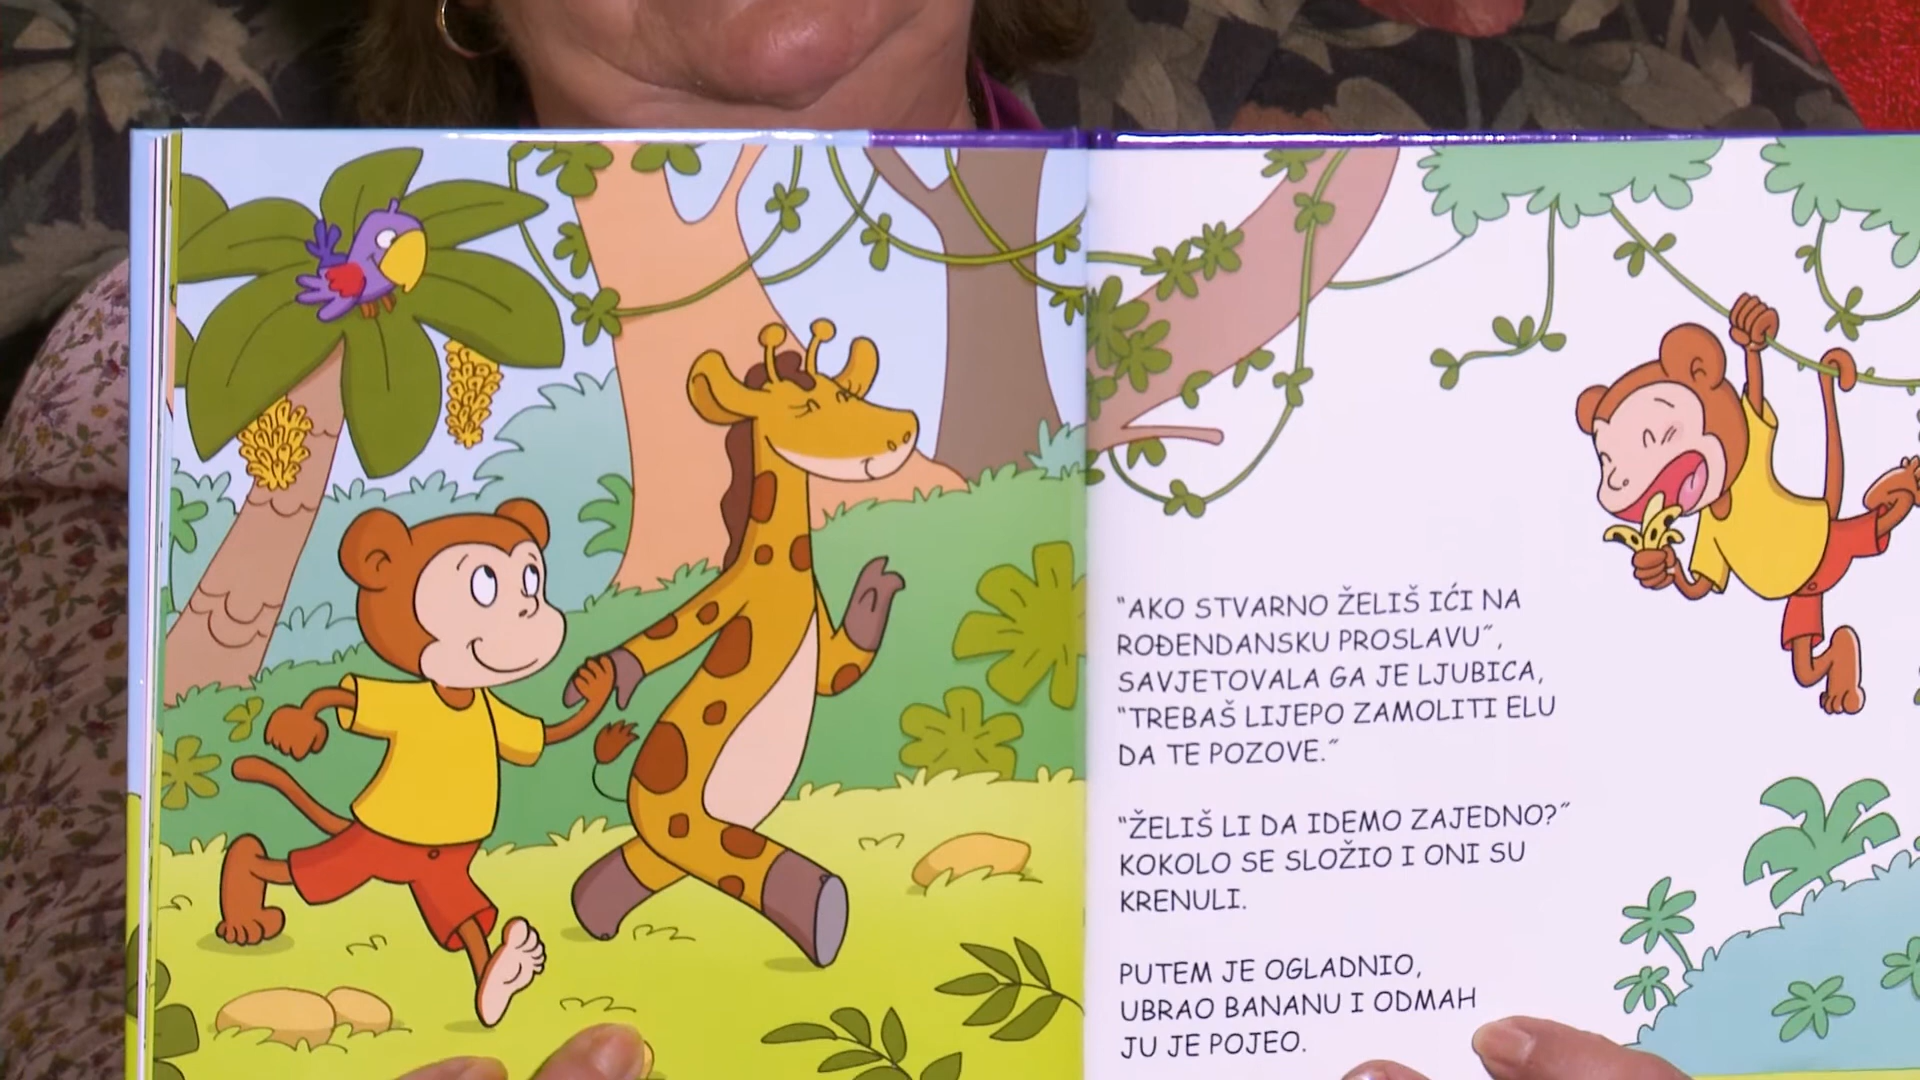 "AKO STVARNO ŽELIŠ IĆI NA
ROĐENDANSKU PROSLAVU",
SAVJETOVALA GA JE LJUBICA,
"TREBAŠ LIJEPO ZAMOLITI ELU
DA TE POZOVE."
"ŽELIŠ LI DA IDEMO ZAJEDNO?"
KOKOLO SE SLOŽIO I ONI SU
KRENULI.
PUTEM JE OGLADNIO,
UBRAO BANANU I ODMAH
JU JE POJEO.